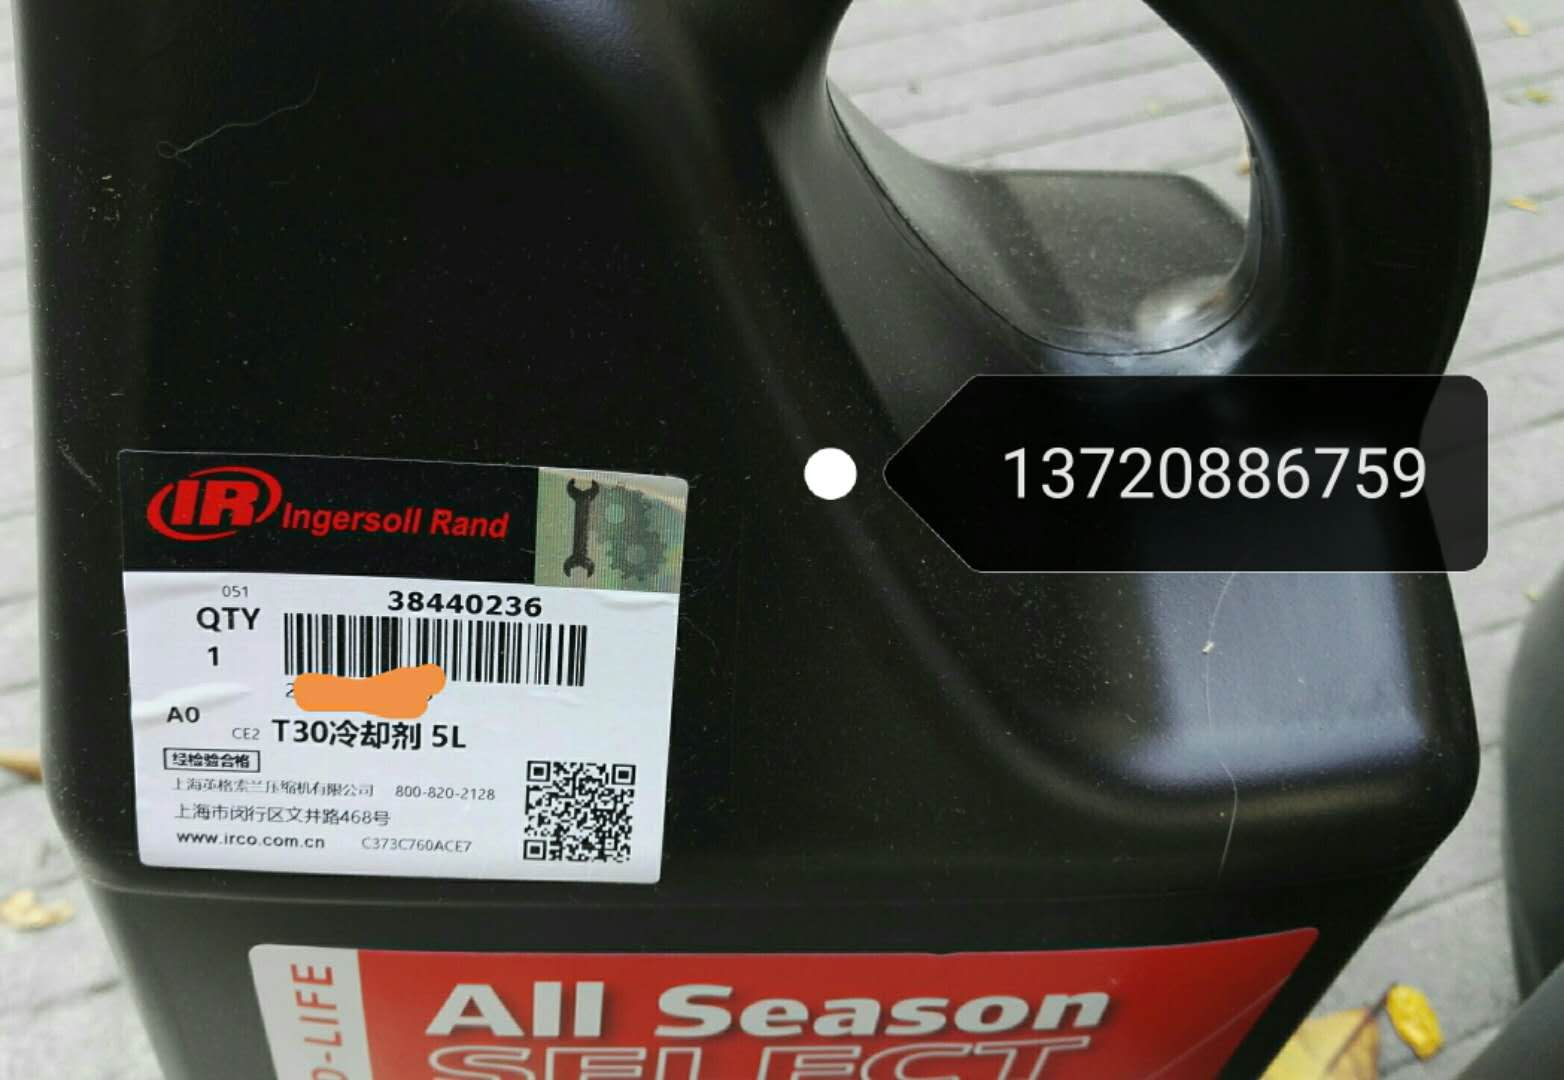 13720886759
IR Ingersoll Rand
051
38440236
QTY
1
A0
CE2 T30冷却剂 5L
经检验合格
上海英格索兰压缩机有限公司 800-820-2128
上海市闵行区文井路468号
www.irco.com.cn C373C760ACE7
All Season
SELECT
-LIFE